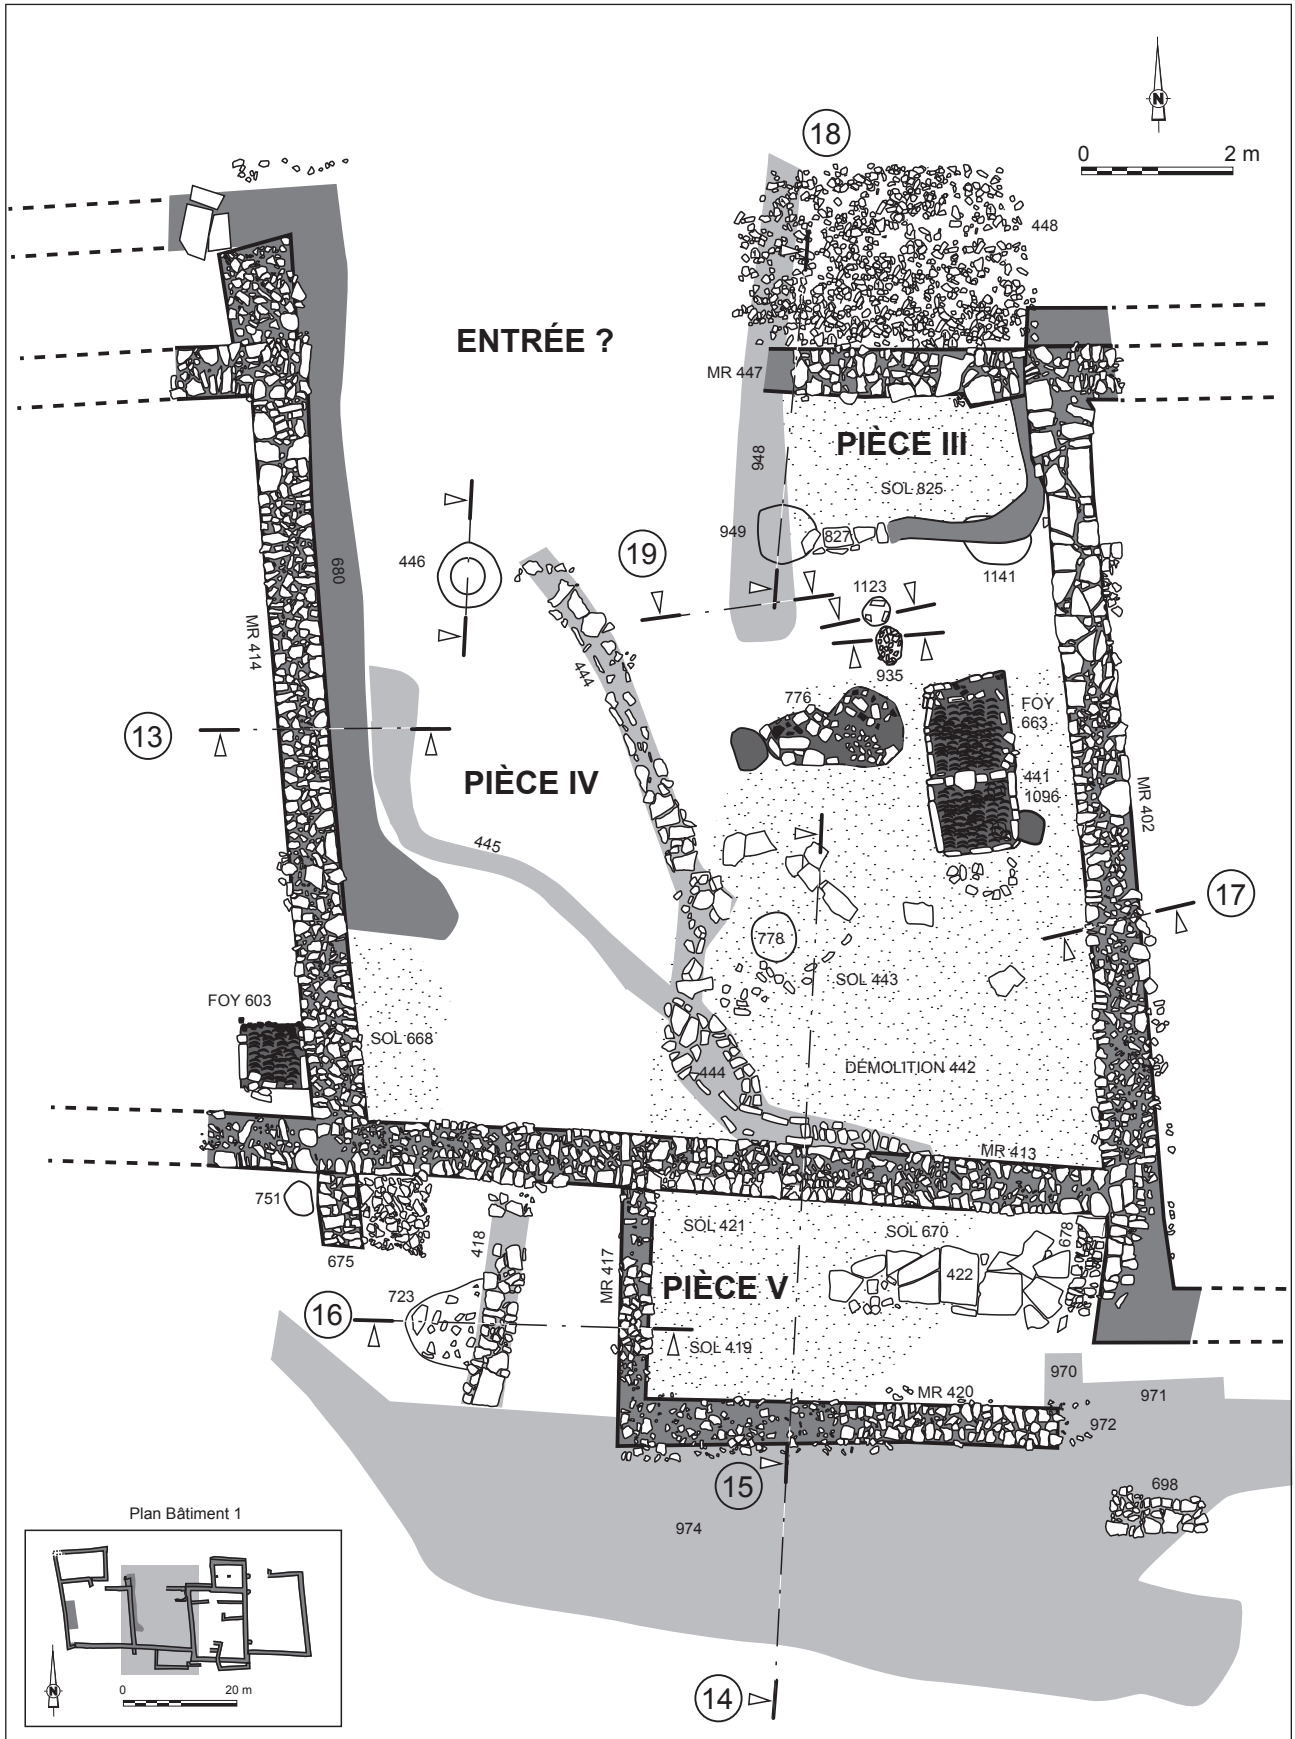 N
0 2 m
18
448
ENTRÉE ?
MR 447
PIÈCE III
948
SOL 825
949
827
19
446
1123
1141
680
MR 414
444
935
776
FOY
663
13
PIÈCE IV
441
1096
MR 402
445
17
778
SOL 443
FOY 603
SOL 668
444
DÉMOLITION 442
MR 413
751
SOL 421
SOL 670
678
675
418
MR 417
422
723
PIÈCE V
16
SOL 419
970
971
MR 420
972
15
698
974
Plan Bâtiment 1
N
0 20 m
14